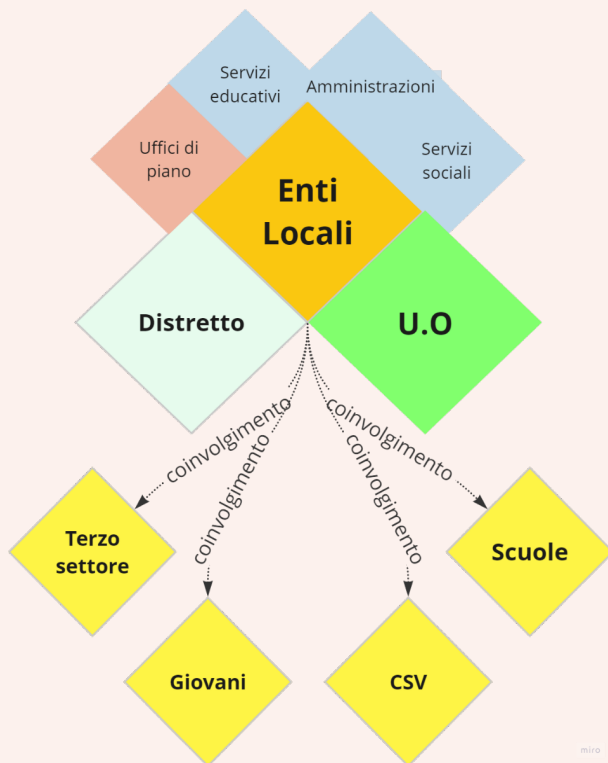 Servizi
educativi
Amministrazioni
Uffici di
piano
Servizi
sociali
Enti
Locali
Distretto
U.O
coinvolgimento
coinvolgimento
coinvolgimento
coinvolgimento
Terzo
settore
Scuole
Giovani
CSV
miro